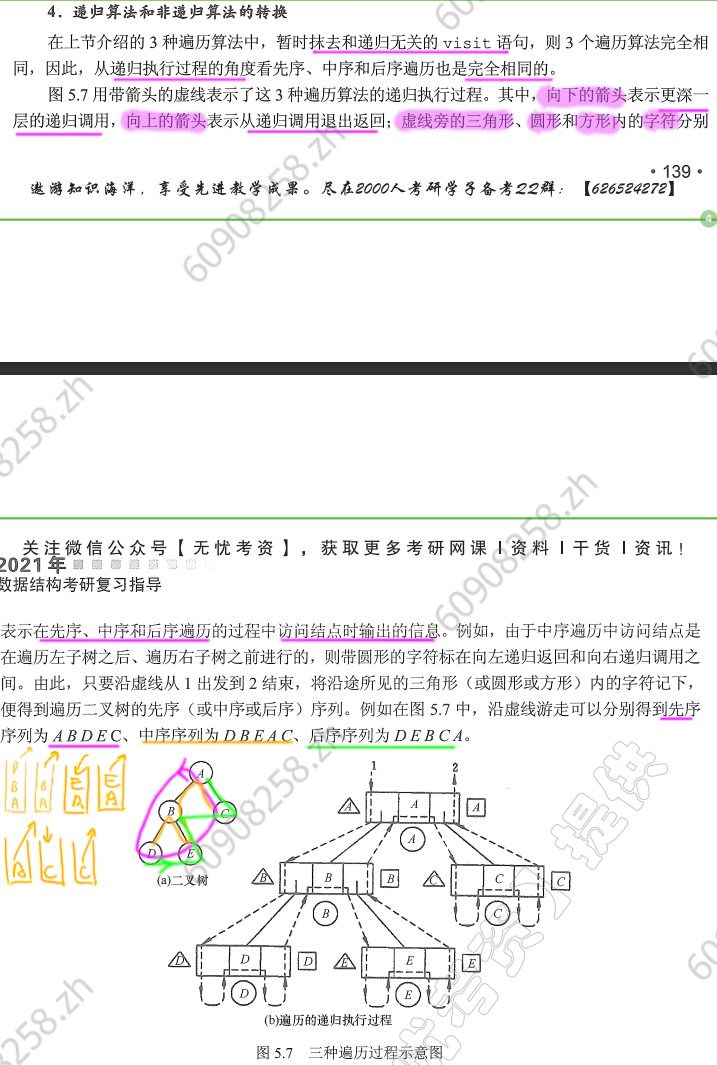 4．递归算法和非递归算法的转换
在上节介绍的 3 种遍历算法中，暂时抹去和递归无关的 visit 语句，则 3 个遍历算法完全相
同，因此，从递归执行过程的角度看先序、中序和后序遍历也是完全相同的。
图 5.7 用带箭头的虚线表示了这 3 种遍历算法的递归执行过程。其中，向下的箭头表示更深一
层的递归调用，向上的箭头表示从递归调用退出返回；虚线旁的三角形、圆形和方形内的字符分别
• 139 •
遨游知识海洋，享受先进教学成果。尽在2000人考研学子备考QQ群：【626524272】
4
60908258.zh
8258.zh
关注微信公众号【无忧考资】，获取更多考研网课丨资料丨干货丨资讯！
2021年
数据结构考研复习指导
60908258.zh
表示在先序、中序和后序遍历的过程中访问结点时输出的信息。例如，由于中序遍历中访问结点是
在遍历左子树之后、遍历右子树之前进行的，则带圆形的字符标在向左递归返回和向右递归调用之
间。由此，只要沿虚线从 1 出发到 2 结束，将沿途所见的三角形（或圆形或方形）内的字符记下，
便得到遍历二叉树的先序（或中序或后序）序列。例如在图 5.7 中，沿虚线游走可以分别得到先序
序列为 A B D E C、中序序列为 D B E A C、后序序列为 D E B C A。
D B A
B A
E A
E A
A C C
A
B C
D E
(a)二叉树
60908258.zh
1 2
A A A
A
B B B C C C
B C
D D D E E E
D E
(b)遍历的递归执行过程
图 5.7 三种遍历过程示意图
8258.zh